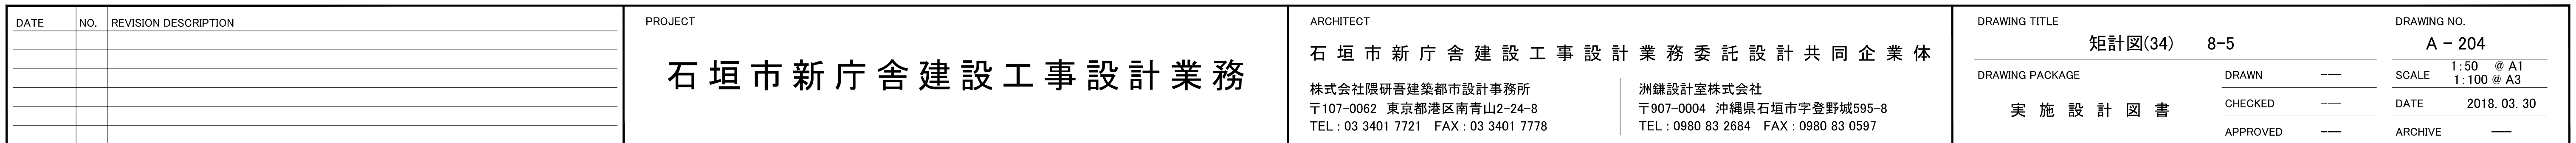 DATE NO. REVISION DESCRIPTION
PROJECT
石垣市新庁舎建設工事設計業務
ARCHITECT
石垣市新庁舎建設工事設計業務委託設計共同企業体
株式会社隈研吾建築都市設計事務所
〒107-0062 東京都港区南青山2-24-8
TEL : 03 3401 7721 FAX : 03 3401 7778
洲鎌設計室株式会社
〒907-0004 沖縄県石垣市字登野城595-8
TEL : 0980 83 2684 FAX : 0980 83 0597
DRAWING TITLE
矩計図(34) 8-5
DRAWING PACKAGE
実施設計図書
DRAWN ---
CHECKED ---
APPROVED ---
DRAWING NO.
A - 204
SCALE 1:50 @ A1
1:100 @ A3
DATE 2018. 03. 30
ARCHIVE ---